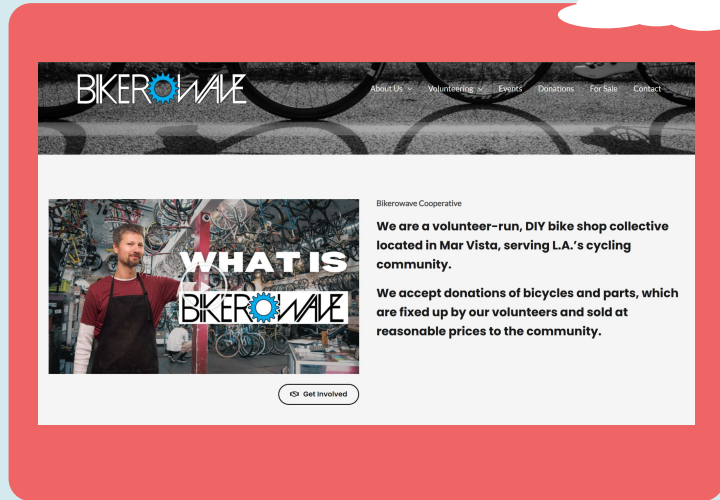 BIKEROWAVE
About Us Volunteering Events Donations For Sale Contact
Bikerowave Cooperative
We are a volunteer-run, DIY bike shop collective
located in Mar Vista, serving L.A.'s cycling
community.
We accept donations of bicycles and parts, which
are fixed up by our volunteers and sold at
reasonable prices to the community.
WHAT IS
BIKEROWAVE
Get Involved